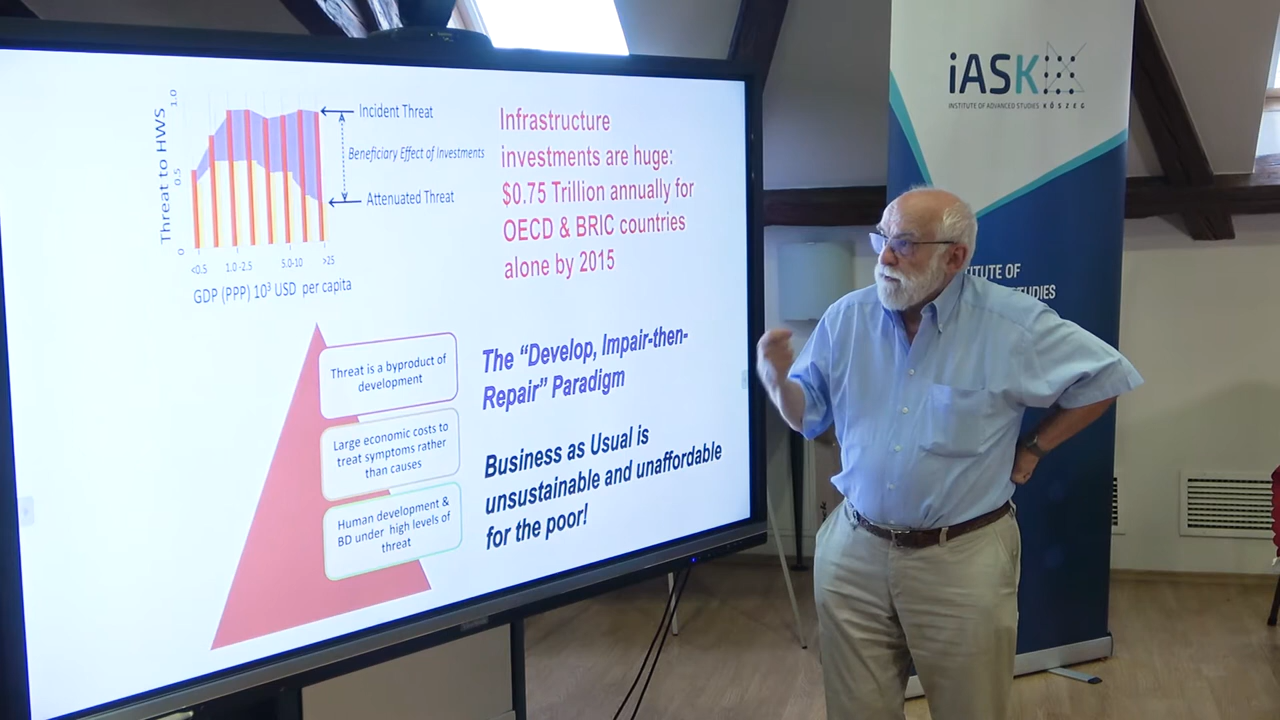 Threat to HWS
1.0
0.5
0
<0.5
1.0-2.5
5.0-10
>25
GDP (PPP) 10³ USD per capita
Incident Threat
Beneficiary Effect of Investments
Attenuated Threat
Infrastructure
investments are huge:
$0.75 Trillion annually for
OECD & BRIC countries
alone by 2015
Threat is a byproduct of
development
Large economic costs to
treat symptoms rather
than causes
Human development &
BD under high levels of
threat
The “Develop, Impair-then-
Repair” Paradigm
Business as Usual is
unsustainable and unaffordable
for the poor!
iASK
INSTITUTE OF ADVANCED STUDIES KŐSZEG
TITUTE OF
TUDIES